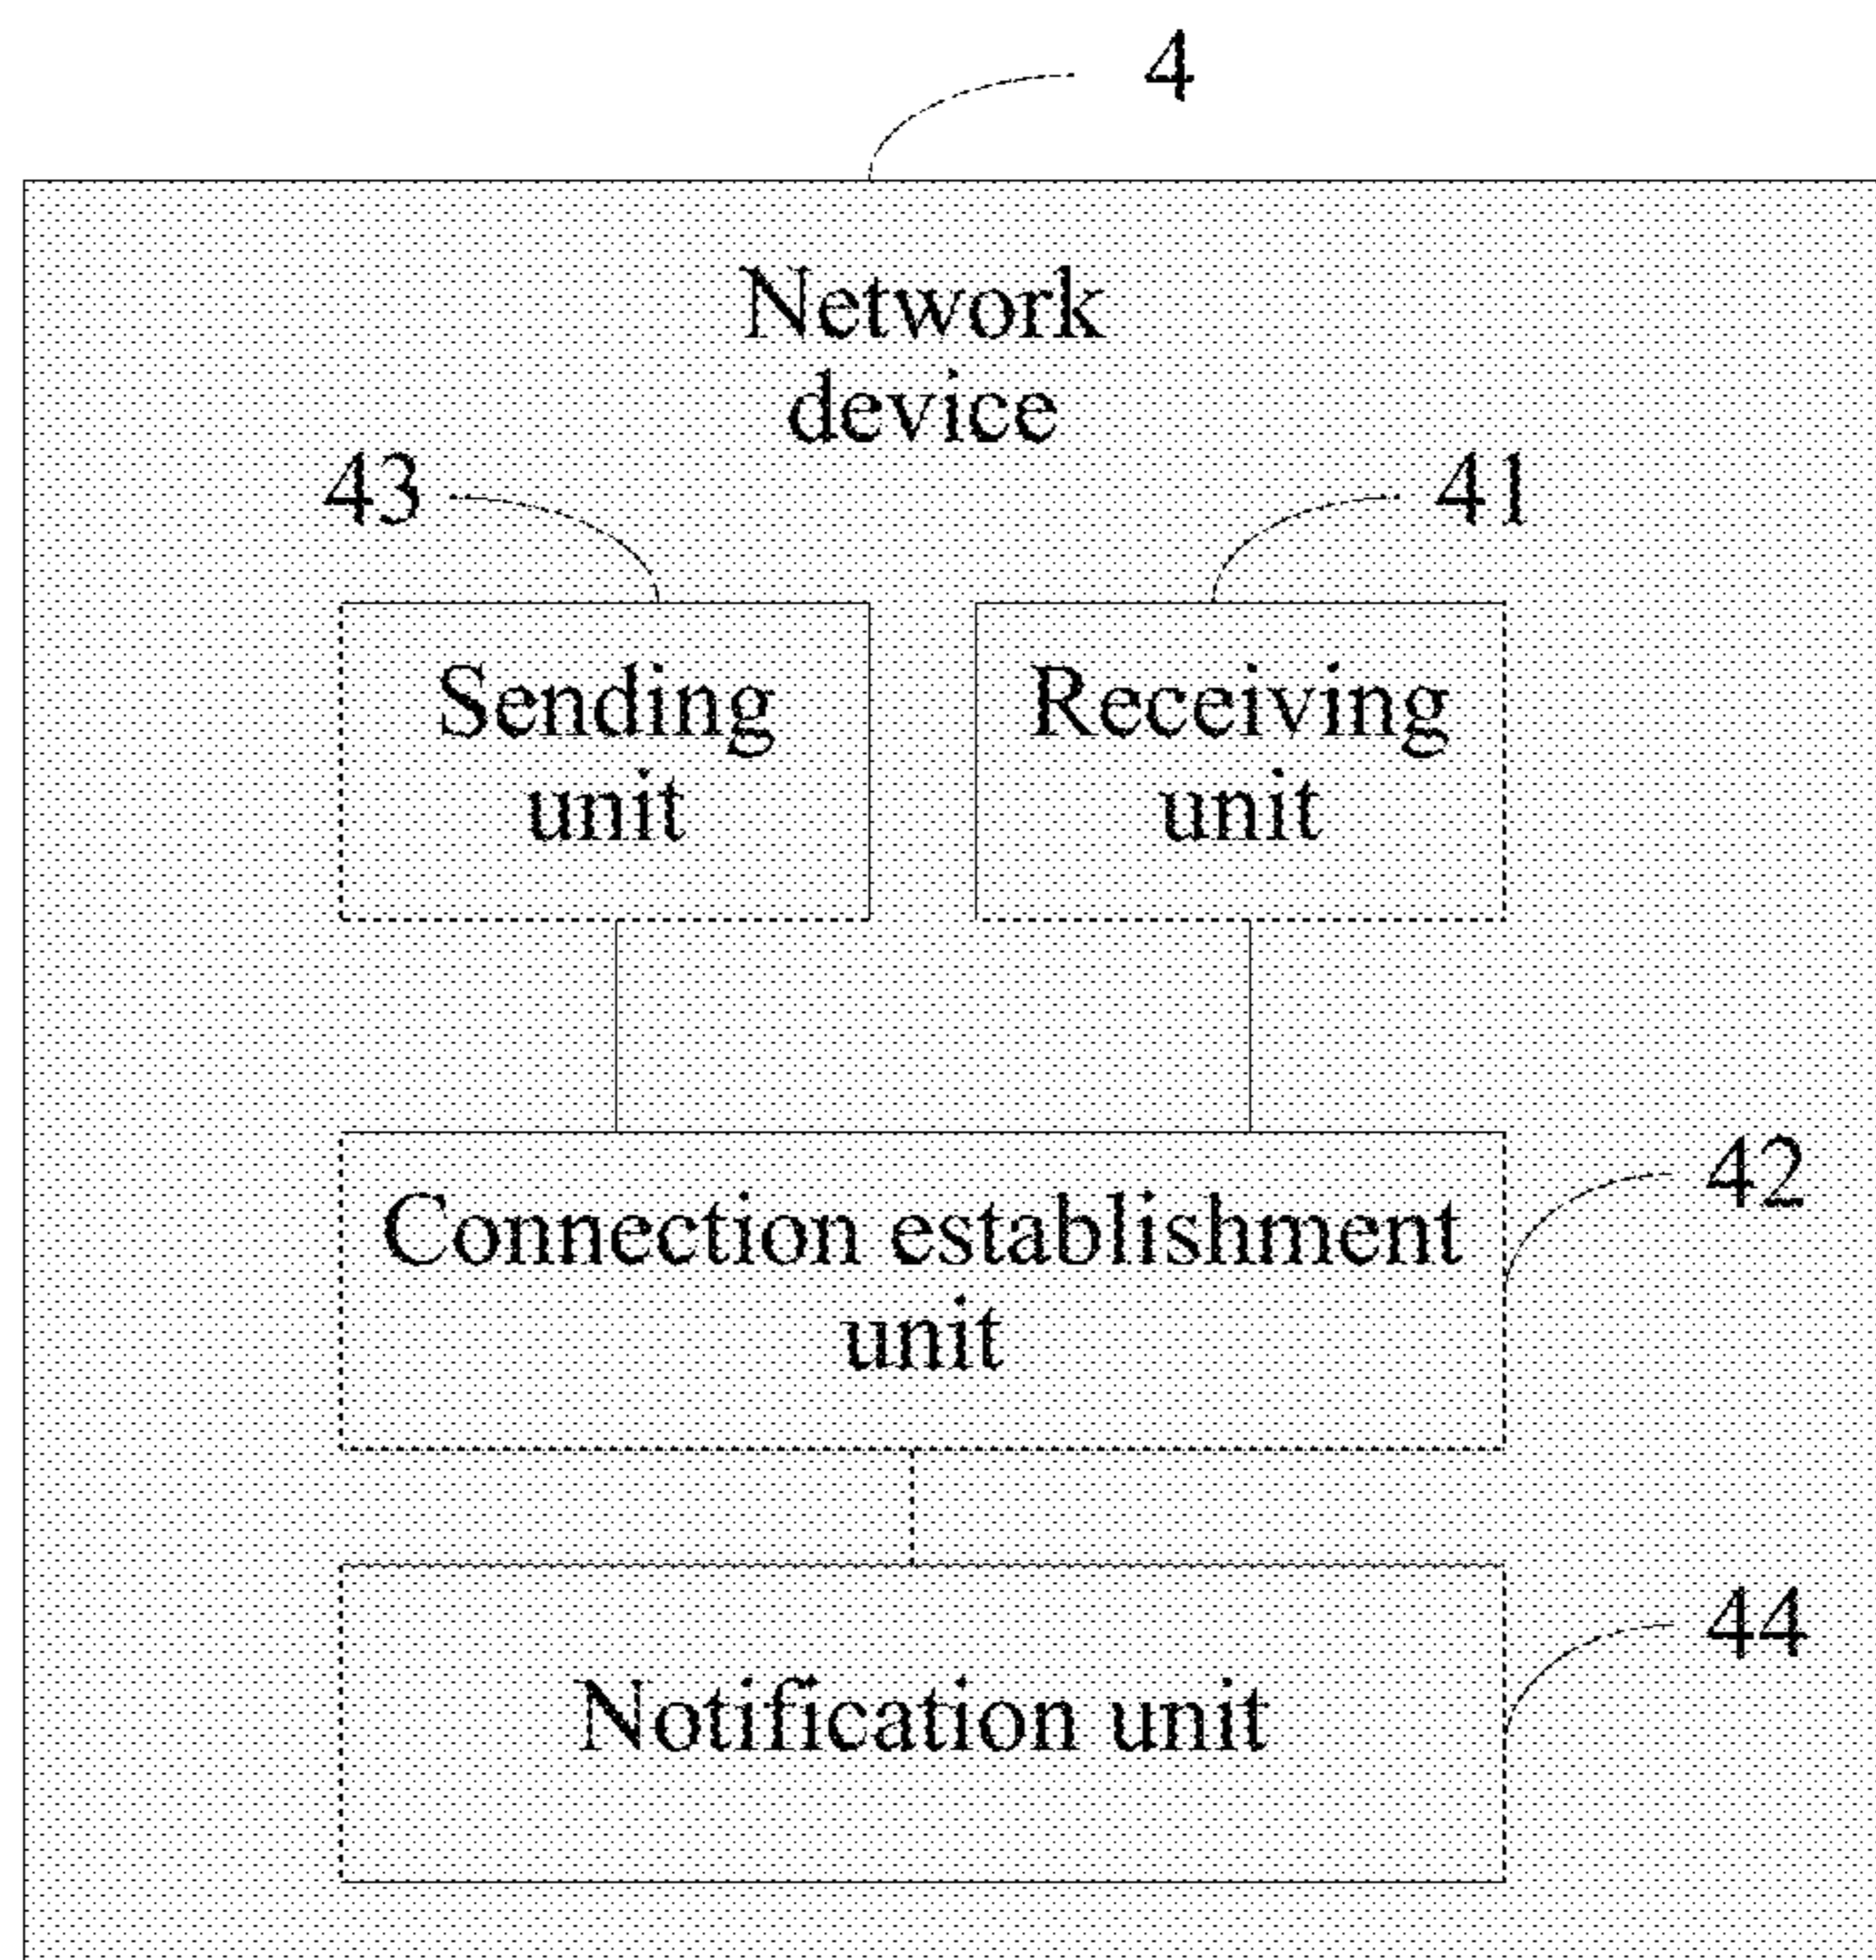 4
Network
device
43
41
Sending
unit
Receiving
unit
42
Connection establishment
unit
44
Notification unit